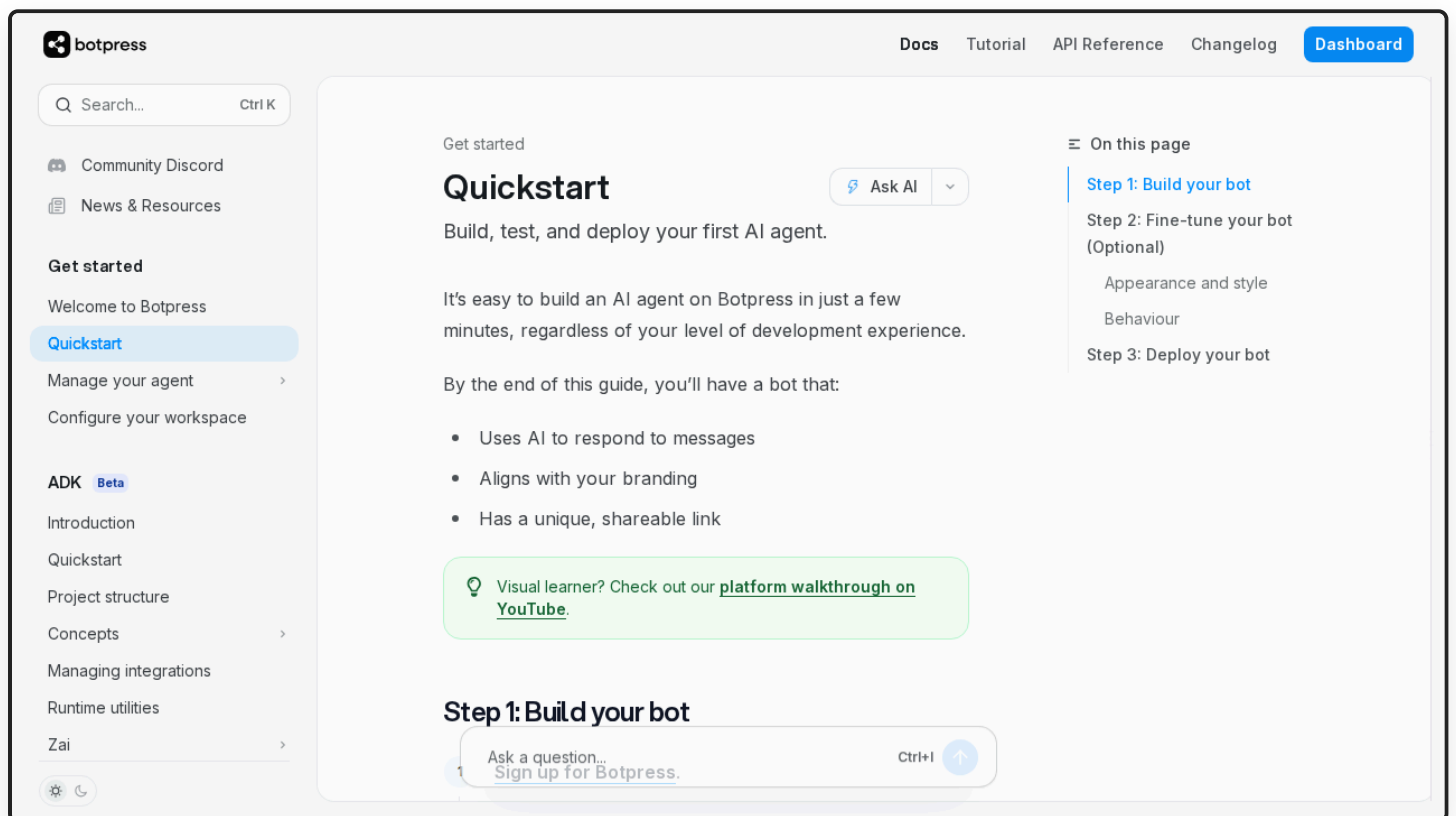 botpress
Docs
Tutorial
API Reference
Changelog
Dashboard
Search...
Ctrl K
Community Discord
News & Resources
Get started
Welcome to Botpress
Quickstart
Manage your agent
Configure your workspace
ADK Beta
Introduction
Quickstart
Project structure
Concepts
Managing integrations
Runtime utilities
Zai
Get started
Quickstart
Ask AI
Build, test, and deploy your first AI agent.
It’s easy to build an AI agent on Botpress in just a few
minutes, regardless of your level of development experience.
By the end of this guide, you’ll have a bot that:
Uses AI to respond to messages
Aligns with your branding
Has a unique, shareable link
Visual learner? Check out our platform walkthrough on
YouTube.
Step 1: Build your bot
1
Sign up for Botpress.
Ask a question...
Ctrl+I
On this page
Step 1: Build your bot
Step 2: Fine-tune your bot
(Optional)
Appearance and style
Behaviour
Step 3: Deploy your bot